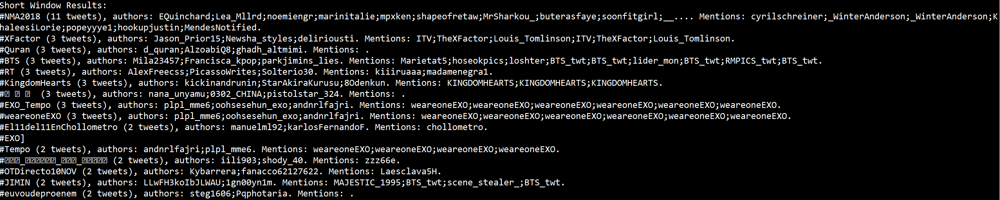 Short Window Results:
#NMA2018 (11 tweets), authors: EQuinchard;Lea_Mllrd;noemiengr;marinitalie;mpxken;shapeofretaw;MrSharkou_;buterasfaye;soonfitgirl;__.... Mentions: cyrilschreiner;_WinterAnderson;_WinterAnderson;K
haleesiLorie;popeyyye1;hookupjustin;MendesNotified.
#XFactor (3 tweets), authors: Jason_Prior15;Newsha_styles;deliriousti. Mentions: ITV;TheXFactor;Louis_Tomlinson;ITV;TheXFactor;Louis_Tomlinson.
#Quran (3 tweets), authors: d_quran;AlzoabiQ8;ghadh_altmimi. Mentions: .
#BTS (3 tweets), authors: Mila23457;Francisca_kpop;parkjimins_lies. Mentions: Marietat5;hoseokpics;loshter;BTS_twt;BTS_twt;lider_mon;BTS_twt;RMPICS_twt;BTS_twt.
#RT (3 tweets), authors: AlexFreecss;PicassoWrites;Solterio30. Mentions: kiiiruaaa;madamenegra1.
#KingdomHearts (3 tweets), authors: kickinandrunin;StarAkiraKurusu;8Odenkun. Mentions: KINGDOMHEARTS;KINGDOMHEARTS;KINGDOMHEARTS.
# (3 tweets), authors: nana_unyamu;0302_CHINA;pistolstar_324. Mentions: .
#EXO_Tempo (3 tweets), authors: plpl_mme6;oohsesehun_exo;andnrlfajri. Mentions: weareoneEXO;weareoneEXO;weareoneEXO;weareoneEXO;weareoneEXO;weareoneEXO.
#weareoneEXO (3 tweets), authors: plpl_mme6;oohsesehun_exo;andnrlfajri. Mentions: weareoneEXO;weareoneEXO;weareoneEXO;weareoneEXO;weareoneEXO;weareoneEXO.
#El11del11EnChollometro (2 tweets), authors: manuelml92;karlosFernandoF. Mentions: chollometro.
#EXO]
#Tempo (2 tweets), authors: andnrlfajri;plpl_mme6. Mentions: weareoneEXO;weareoneEXO;weareoneEXO;weareoneEXO.
#___ (2 tweets), authors: iili903;shody_40. Mentions: zzz66e.
#OTDirecto10NOV (2 tweets), authors: Kybarrera;fanacco62127622. Mentions: Laesclava5H.
#JIMIN (2 tweets), authors: LLwFH3koIbJLWAU;1gn00yn1m. Mentions: MAJESTIC_1995;BTS_twt;scene_stealer_;BTS_twt.
#euvoudeproenem (2 tweets), authors: steg1606;Pqphotaria. Mentions: .